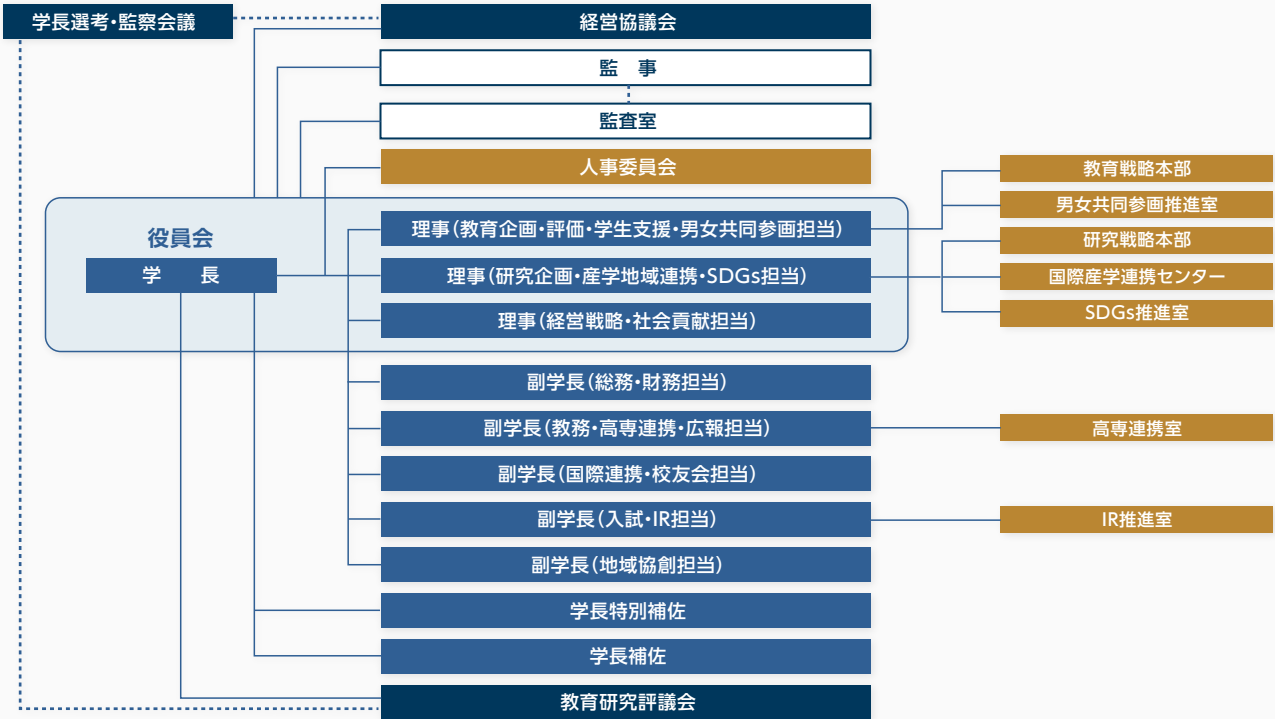 学長選考・監察会議
経営協議会
監　事
監査室
人事委員会
役員会
学　長
理事（教育企画・評価・学生支援・男女共同参画担当）
理事（研究企画・産学地域連携・SDGs担当）
理事（経営戦略・社会貢献担当）
副学長（総務・財務担当）
副学長（教務・高専連携・広報担当）
副学長（国際連携・校友会担当）
副学長（入試・IR担当）
副学長（地域協創担当）
学長特別補佐
学長補佐
教育研究評議会
教育戦略本部
男女共同参画推進室
研究戦略本部
国際産学連携センター
SDGs推進室
高専連携室
IR推進室